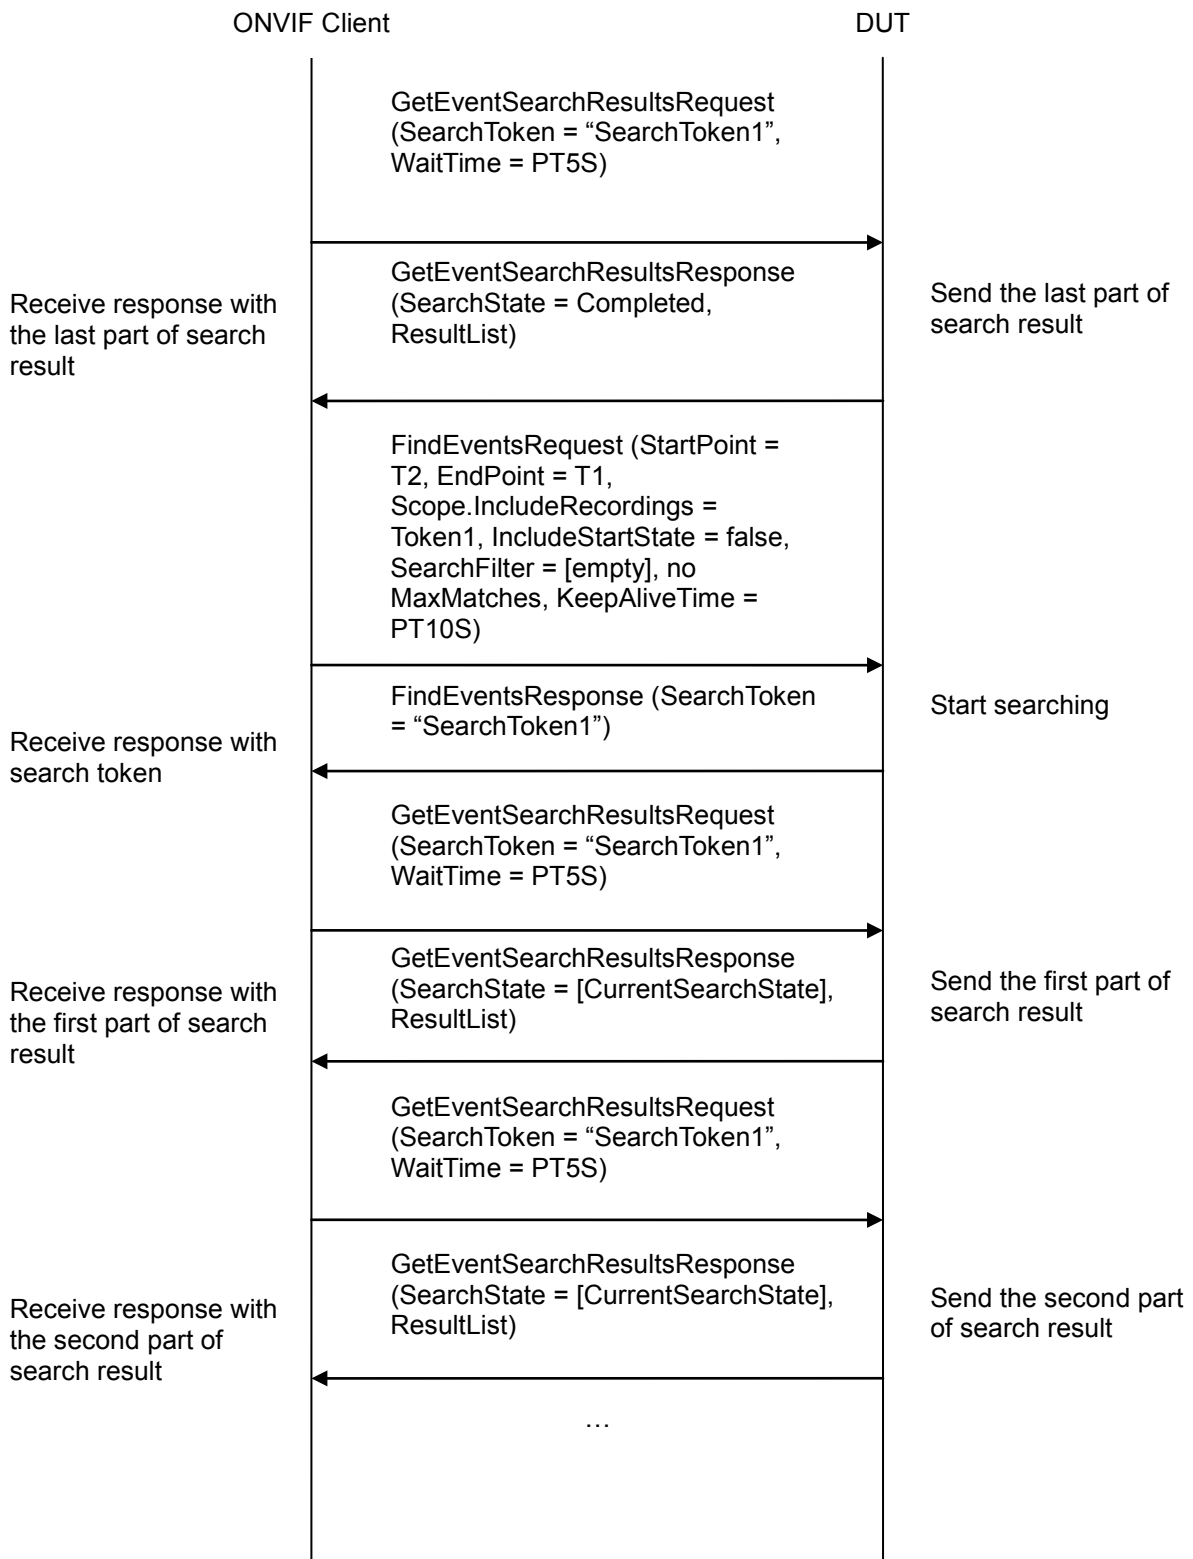 ONVIF Client
DUT
GetEventSearchResultsRequest
(SearchToken = “SearchToken1”,
WaitTime = PT5S)
GetEventSearchResultsResponse
(SearchState = Completed,
ResultList)
Receive response with
the last part of search
result
Send the last part of
search result
FindEventsRequest (StartPoint =
T2, EndPoint = T1,
Scope.IncludeRecordings =
Token1, IncludeStartState = false,
SearchFilter = [empty], no
MaxMatches, KeepAliveTime =
PT10S)
FindEventsResponse (SearchToken
= “SearchToken1”)
Start searching
Receive response with
search token
GetEventSearchResultsRequest
(SearchToken = “SearchToken1”,
WaitTime = PT5S)
GetEventSearchResultsResponse
(SearchState = [CurrentSearchState],
ResultList)
Receive response with
the first part of search
result
Send the first part of
search result
GetEventSearchResultsRequest
(SearchToken = “SearchToken1”,
WaitTime = PT5S)
GetEventSearchResultsResponse
(SearchState = [CurrentSearchState],
ResultList)
Receive response with
the second part of
search result
Send the second part
of search result
…